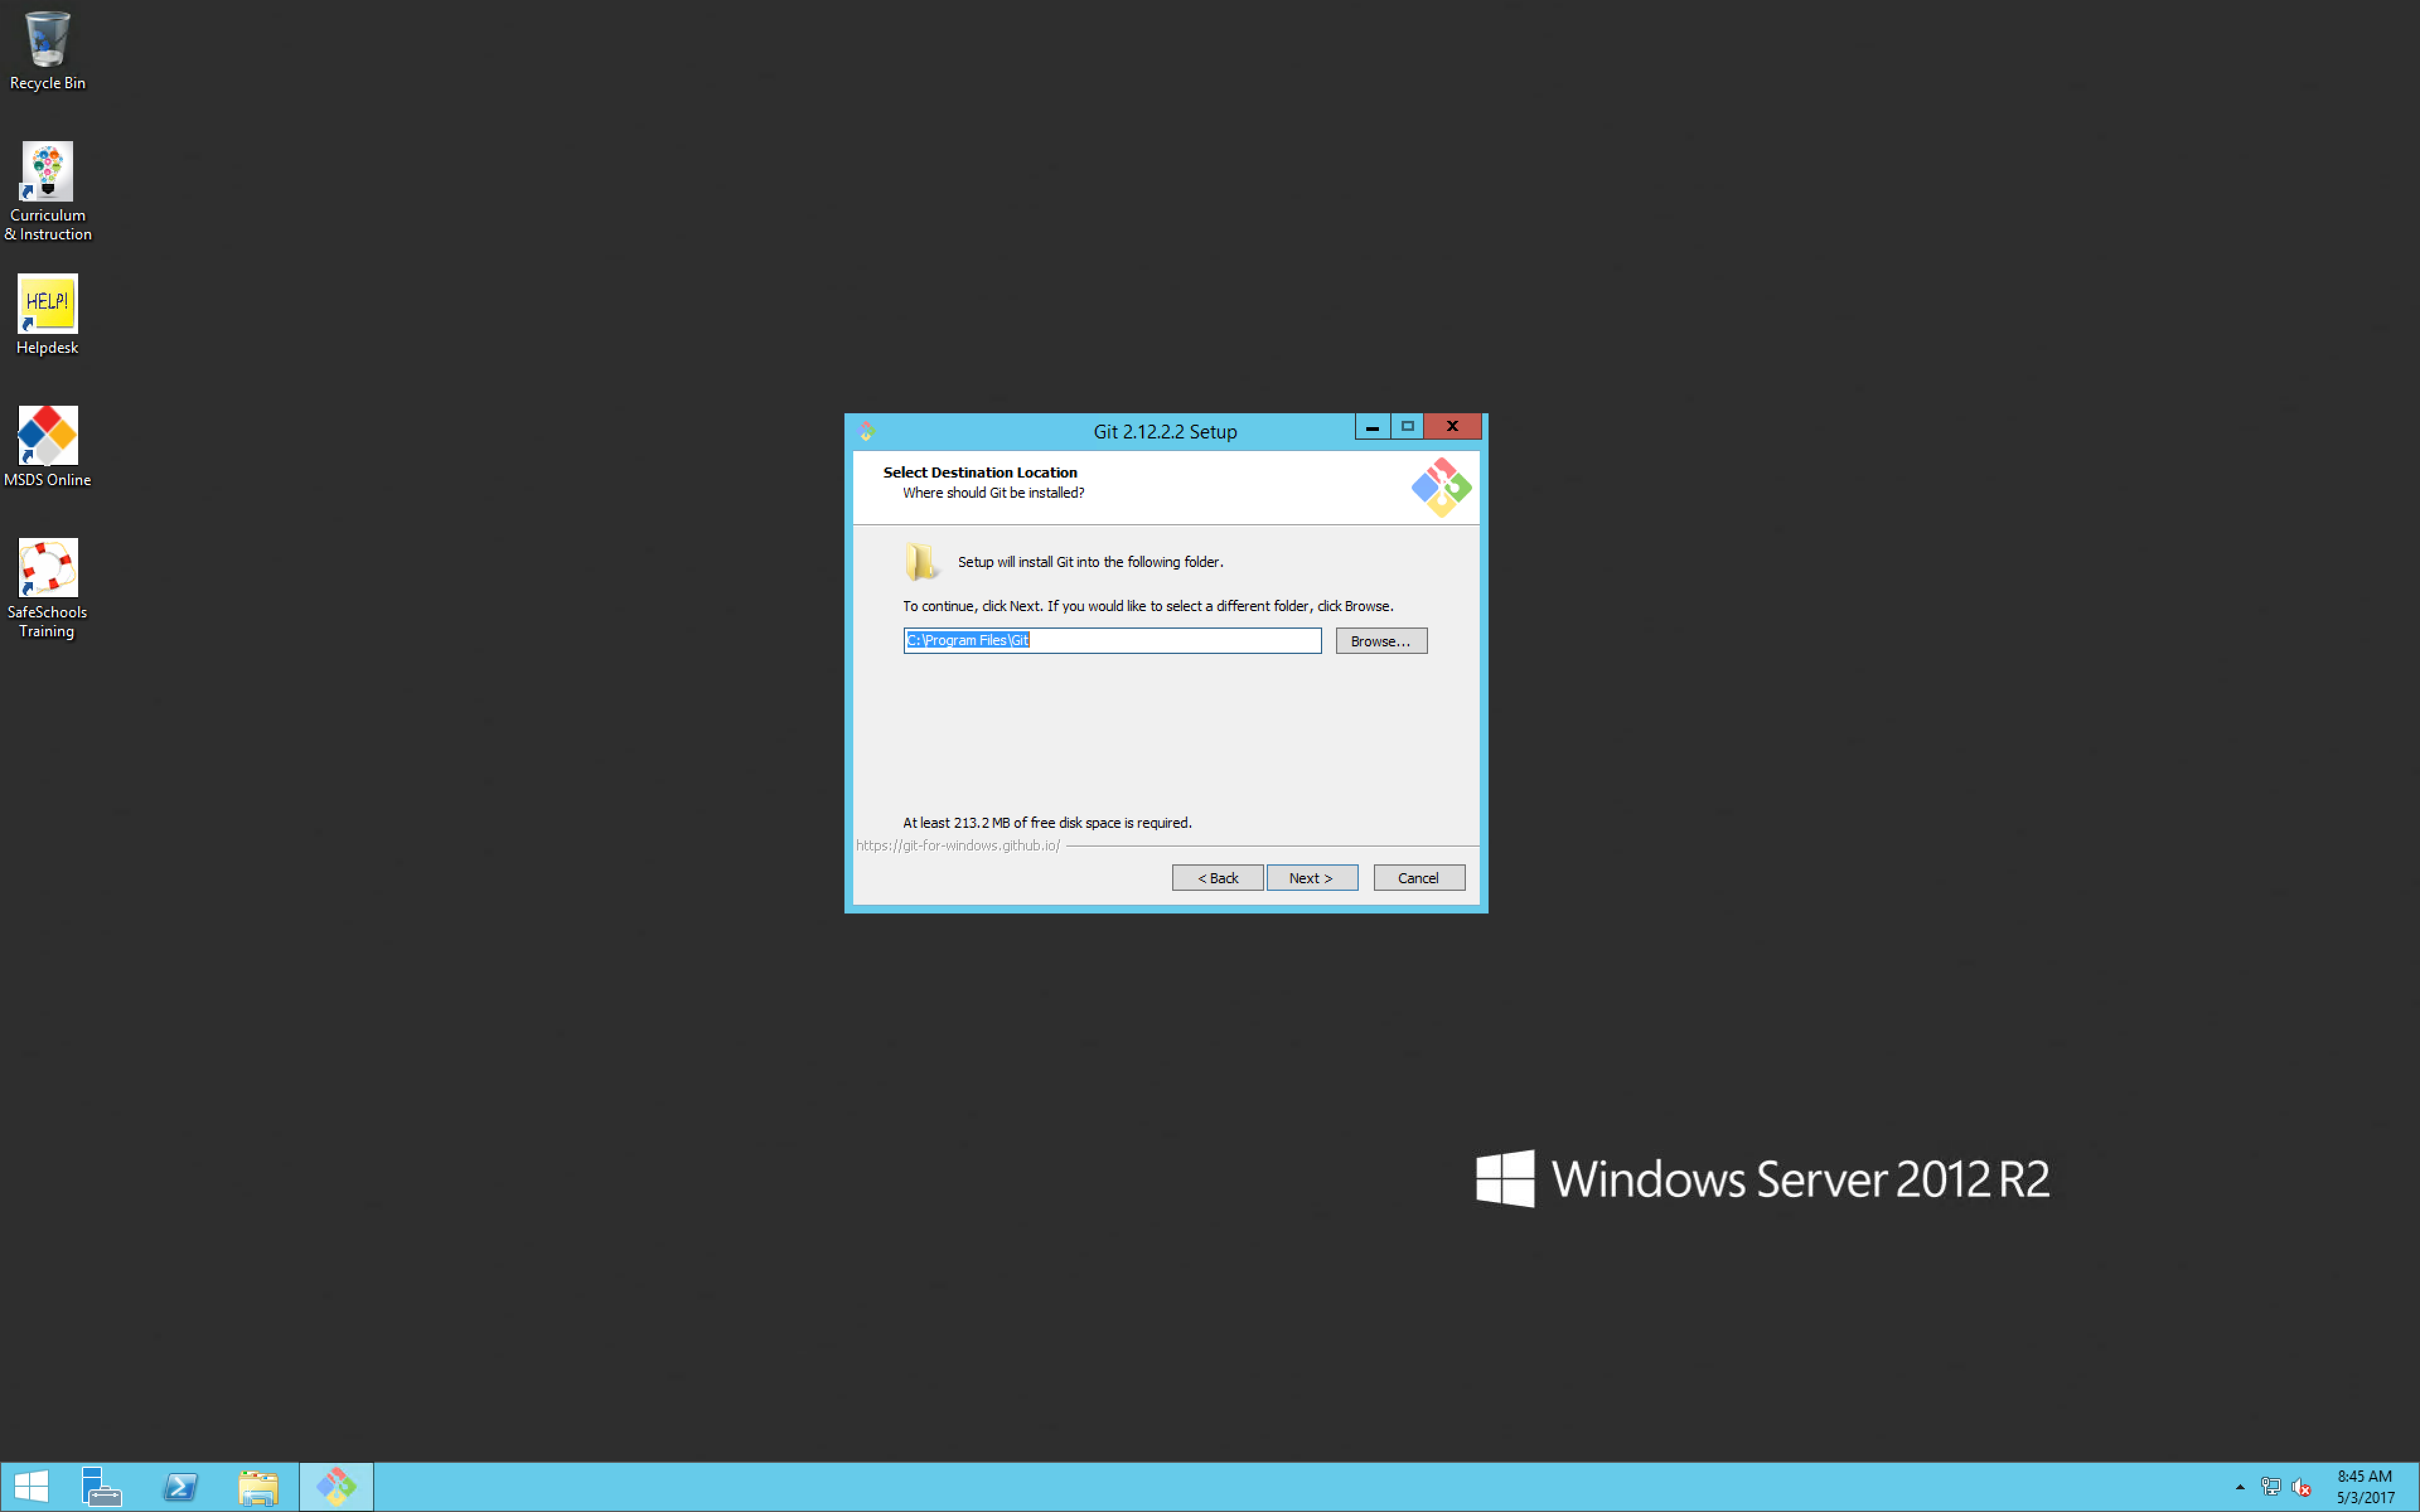 Recycle Bin
Curriculum
& Instruction
HELP!
Helpdesk
MSDS Online
SafeSchools
Training
Git 2.12.2.2 Setup
Select Destination Location
Where should Git be installed?
Setup will install Git into the following folder.
To continue, click Next. If you would like to select a different folder, click Browse.
C:\Program Files\Git
Browse...
At least 213.2 MB of free disk space is required.
https://git-for-windows.github.io/
< Back
Next >
Cancel
Windows Server 2012 R2
8:45 AM
5/3/2017